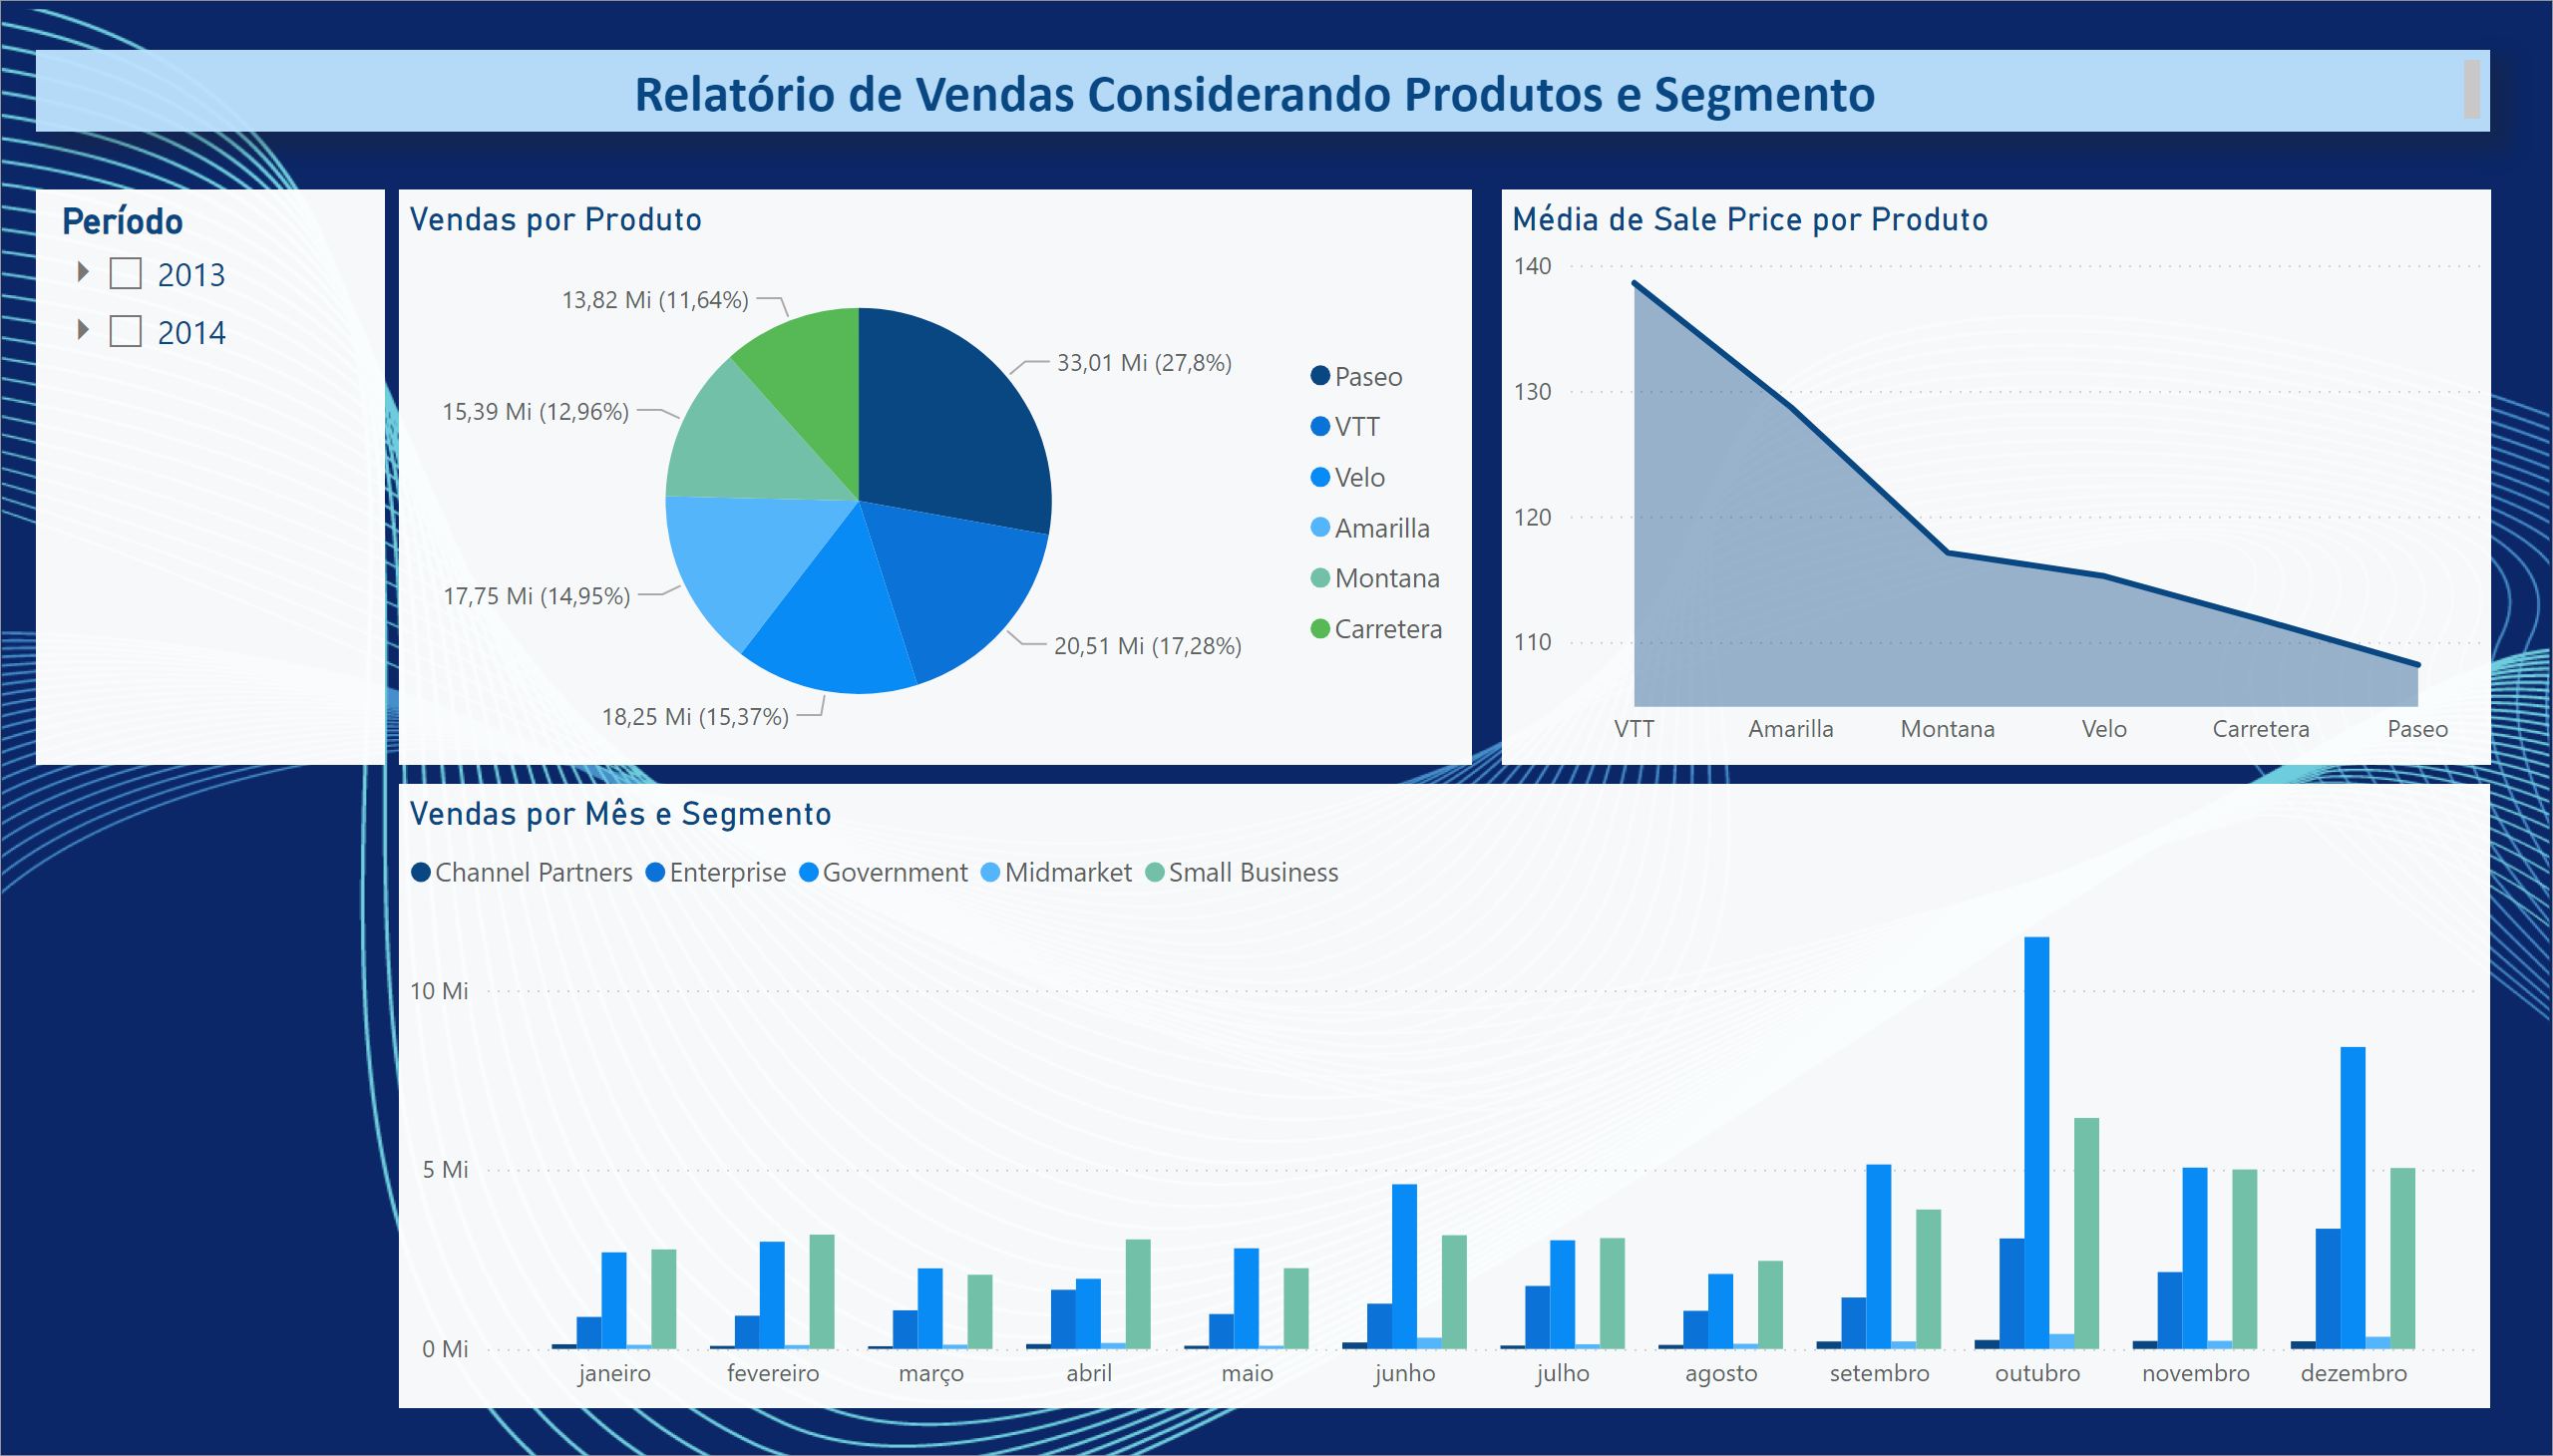 Relatório de Vendas Considerando Produtos e Segmento
Período
2013
2014
Vendas por Produto
13,82 Mi (11,64%)
33,01 Mi (27,8%)
15,39 Mi (12,96%)
17,75 Mi (14,95%)
20,51 Mi (17,28%)
18,25 Mi (15,37%)
Paseo
VTT
Velo
Amarilla
Montana
Carretera
Média de Sale Price por Produto
140
130
120
110
VTT Amarilla Montana Velo Carretera Paseo
Vendas por Mês e Segmento
Channel Partners Enterprise Government Midmarket Small Business
10 Mi
5 Mi
0 Mi
janeiro fevereiro março abril maio junho julho agosto setembro outubro novembro dezembro